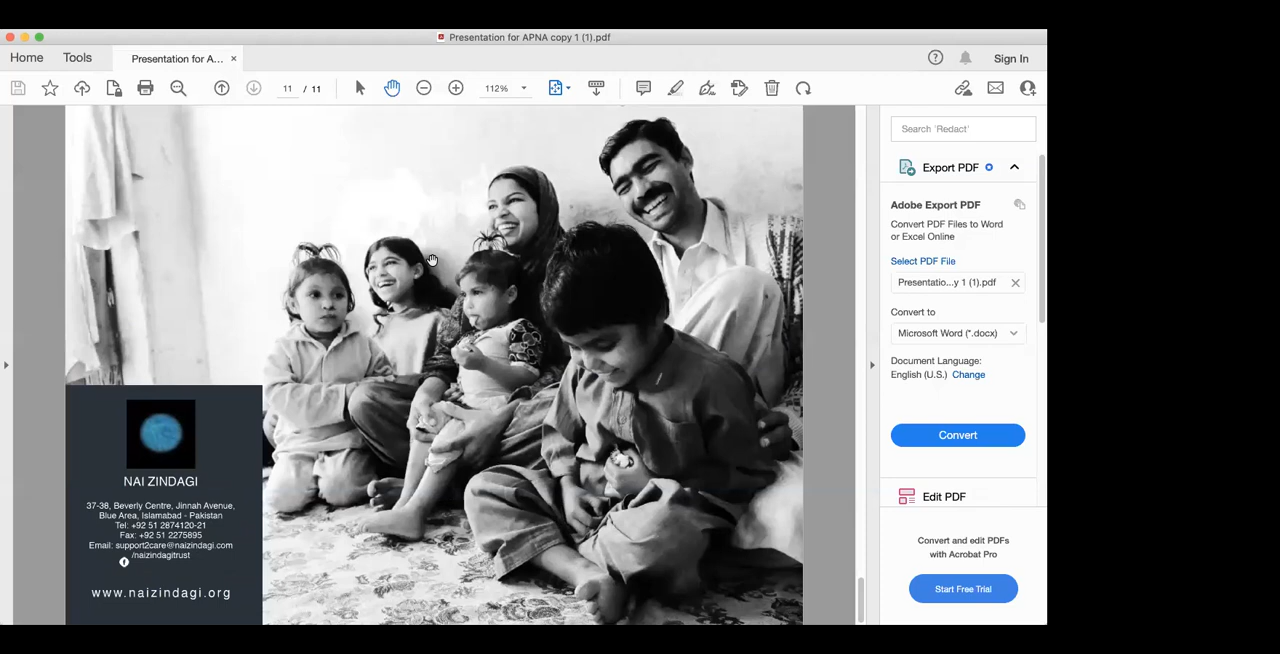 Presentation for APNA copy 1 (1).pdf
Home
Tools
Presentation for A... ×
Sign In
11 / 11
112%
Search 'Redact'
Export PDF
Adobe Export PDF
Convert PDF Files to Word
or Excel Online
Select PDF File
Presentatio...y 1 (1).pdf
Convert to
Microsoft Word (*.docx)
Document Language:
English (U.S.) Change
Convert
Edit PDF
Convert and edit PDFs
with Acrobat Pro
Start Free Trial
NAI ZINDAGI
37-38, Beverly Centre, Jinnah Avenue,
Blue Area, Islamabad - Pakistan
Tel: +92 51 2874120-21
Fax: +92 51 2275895
Email: support2care@naizindagi.com
/naizindagitrust
www.naizindagi.org